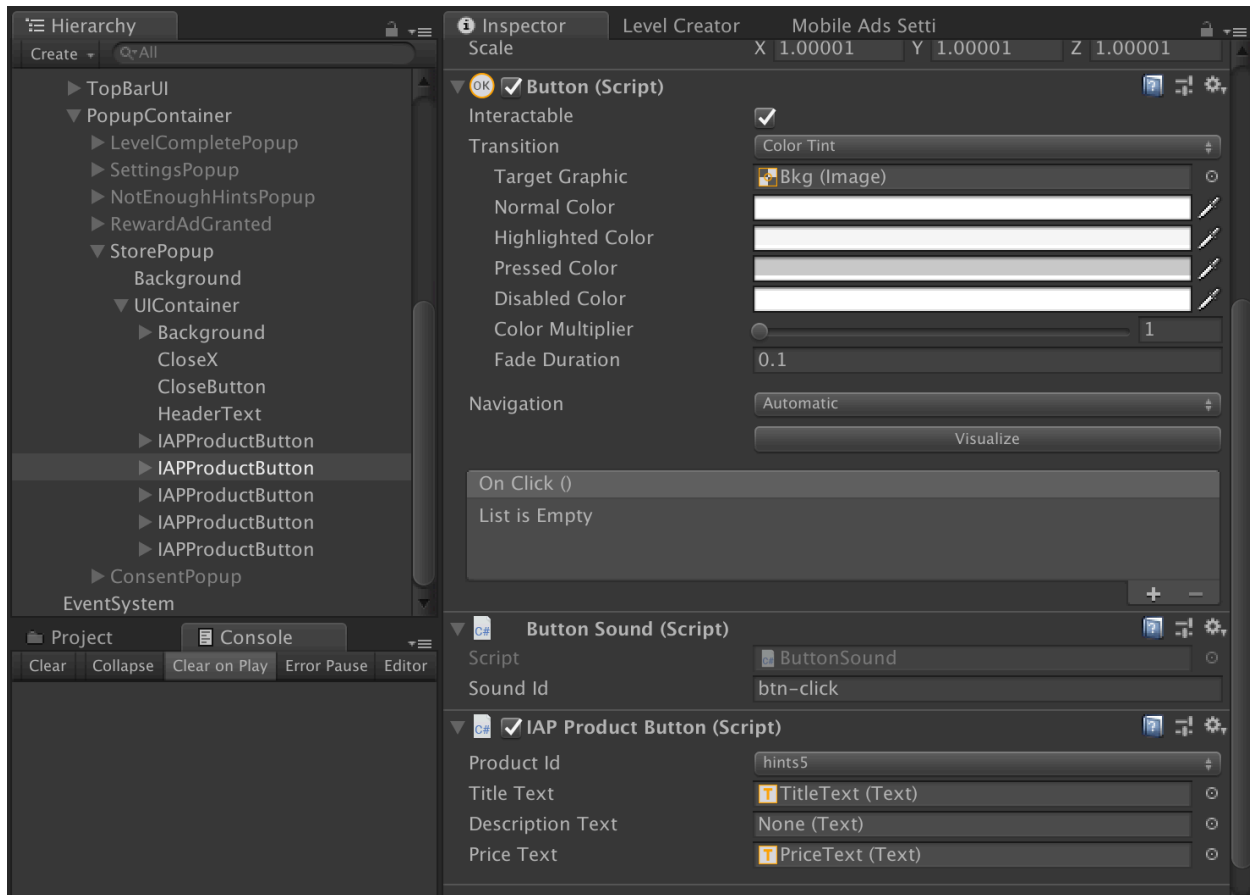 Hierarchy
Create
All
TopBarUI
PopupContainer
LevelCompletePopup
SettingsPopup
NotEnoughHintsPopup
RewardAdGranted
StorePopup
Background
UIContainer
Background
CloseX
CloseButton
HeaderText
IAPProductButton
IAPProductButton
IAPProductButton
IAPProductButton
IAPProductButton
ConsentPopup
EventSystem
Project Console
Clear Collapse Clear on Play Error Pause Editor
Inspector Level Creator Mobile Ads Setti
Scale X 1.00001 Y 1.00001 Z 1.00001
OK Button (Script)
Interactable
Transition Color Tint
Target Graphic Bkg (Image)
Normal Color
Highlighted Color
Pressed Color
Disabled Color
Color Multiplier 1
Fade Duration 0.1
Navigation Automatic
Visualize
On Click ()
List is Empty
C# Button Sound (Script)
Script ButtonSound
Sound Id btn-click
C# IAP Product Button (Script)
Product Id hints5
Title Text T TitleText (Text)
Description Text None (Text)
Price Text T PriceText (Text)